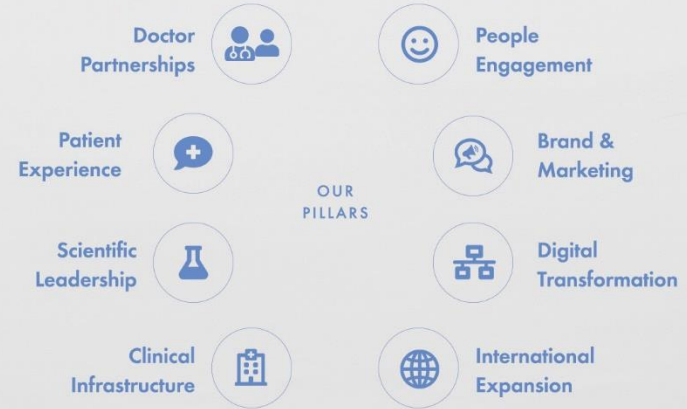 Doctor
Partnerships
People
Engagement
Patient
Experience
Brand &
Marketing
OUR
PILLARS
Scientific
Leadership
Digital
Transformation
Clinical
Infrastructure
International
Expansion